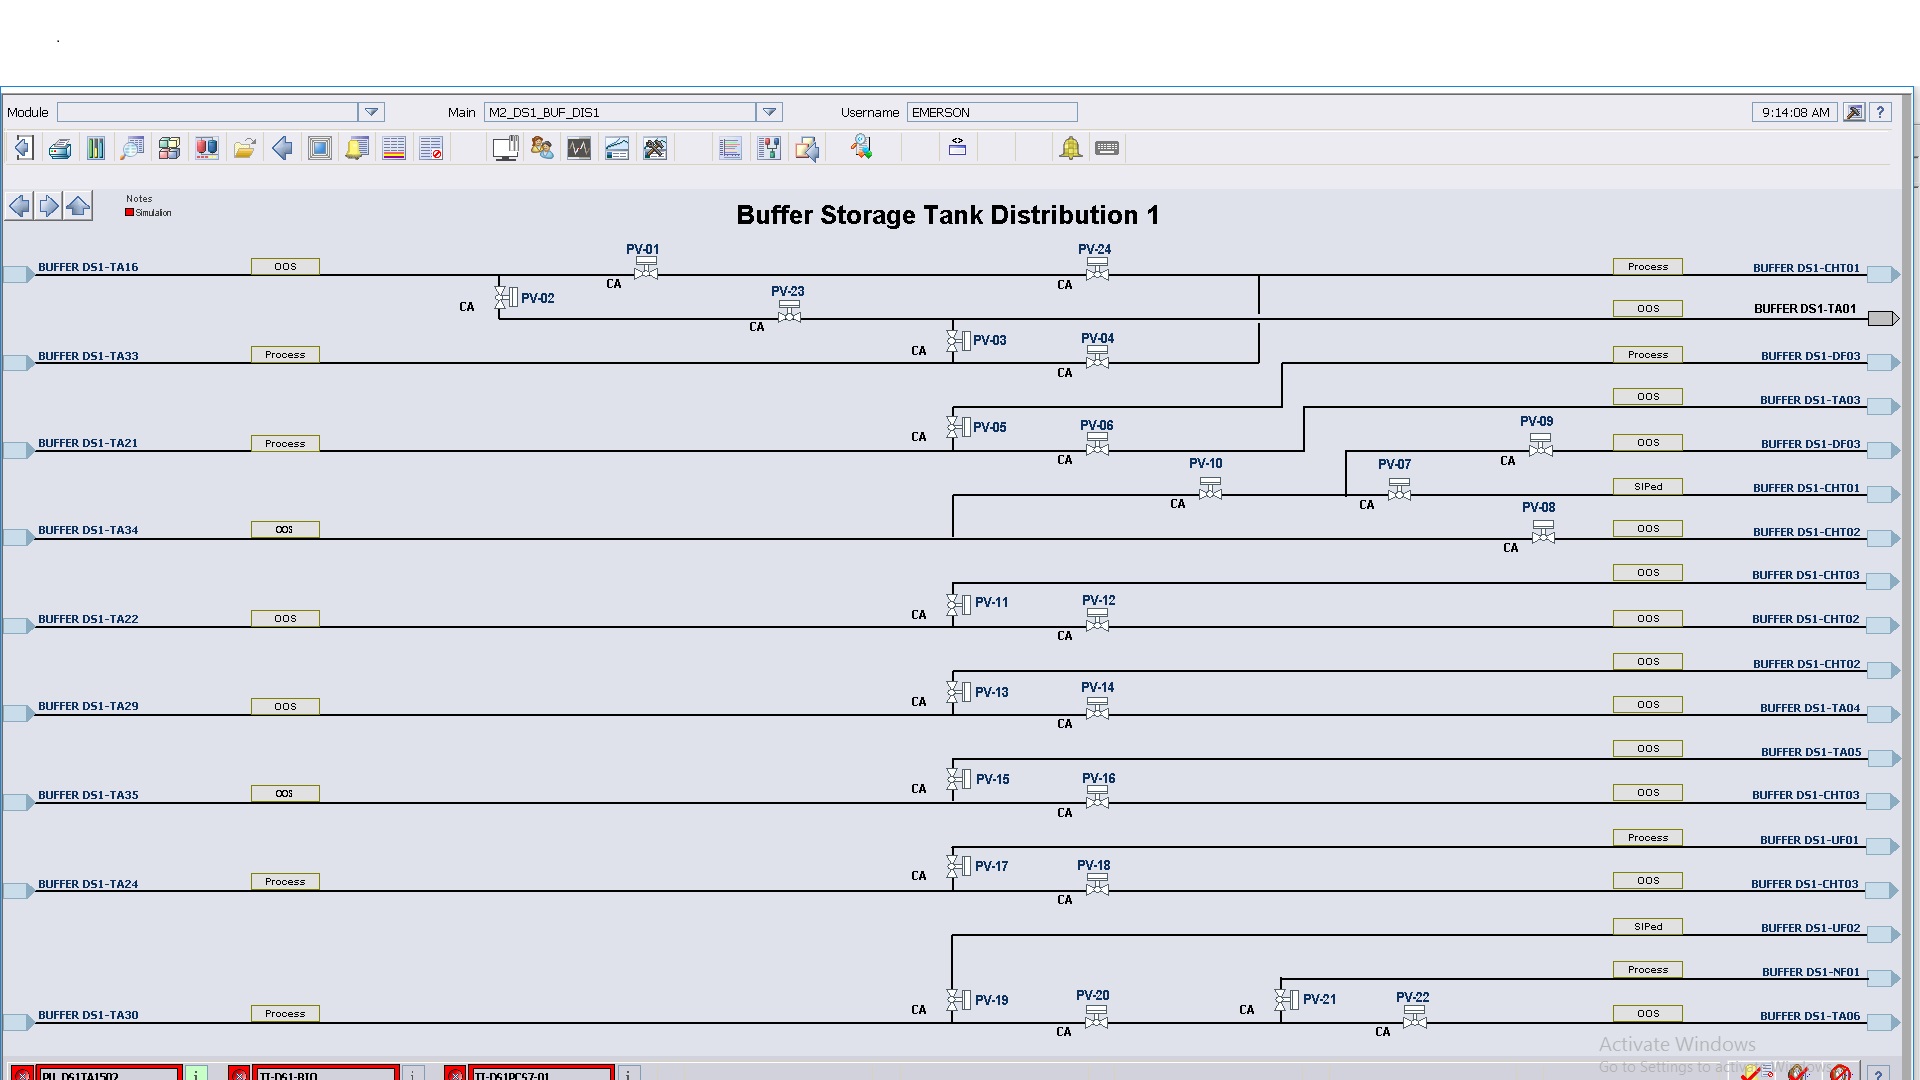 .
Module Main M2_DS1_BUF_DIS1 Username EMERSON 9:14:08 AM ?
Notes
Simulation
Buffer Storage Tank Distribution 1
PV-01 PV-24
BUFFER DS1-TA16 OOS CA CA Process BUFFER DS1-CHT01
PV-23
CA PV-02 CA OOS BUFFER DS1-TA01
PV-03 PV-04
BUFFER DS1-TA33 Process CA CA Process BUFFER DS1-DF03
OOS BUFFER DS1-TA03
PV-05 PV-06 PV-09
BUFFER DS1-TA21 Process CA CA CA OOS BUFFER DS1-DF03
PV-10 PV-07
CA CA SIPed BUFFER DS1-CHT01
PV-08
BUFFER DS1-TA34 OOS CA OOS BUFFER DS1-CHT02
OOS BUFFER DS1-CHT03
PV-11 PV-12
BUFFER DS1-TA22 OOS CA CA OOS BUFFER DS1-CHT02
OOS BUFFER DS1-CHT02
PV-13 PV-14
BUFFER DS1-TA29 OOS CA CA OOS BUFFER DS1-TA04
OOS BUFFER DS1-TA05
PV-15 PV-16
BUFFER DS1-TA35 OOS CA CA OOS BUFFER DS1-CHT03
Process BUFFER DS1-UF01
PV-17 PV-18
BUFFER DS1-TA24 Process CA CA OOS BUFFER DS1-CHT03
SIPed BUFFER DS1-UF02
Process BUFFER DS1-NF01
PV-19 PV-20 PV-21 PV-22
BUFFER DS1-TA30 Process CA CA CA CA OOS BUFFER DS1-TA06
Activate Windows
Go to Settings to activate Windows.
i TT-DS1-RTO i TT-DS1PCS7-01 i ?